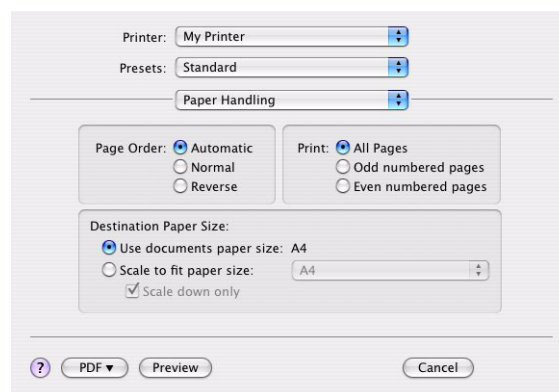 Printer: My Printer
Presets: Standard
Paper Handling
Page Order: Automatic
Normal
Reverse
Print: All Pages
Odd numbered pages
Even numbered pages
Destination Paper Size:
Use documents paper size: A4
Scale to fit paper size: A4
Scale down only
? PDF ▼ Preview Cancel